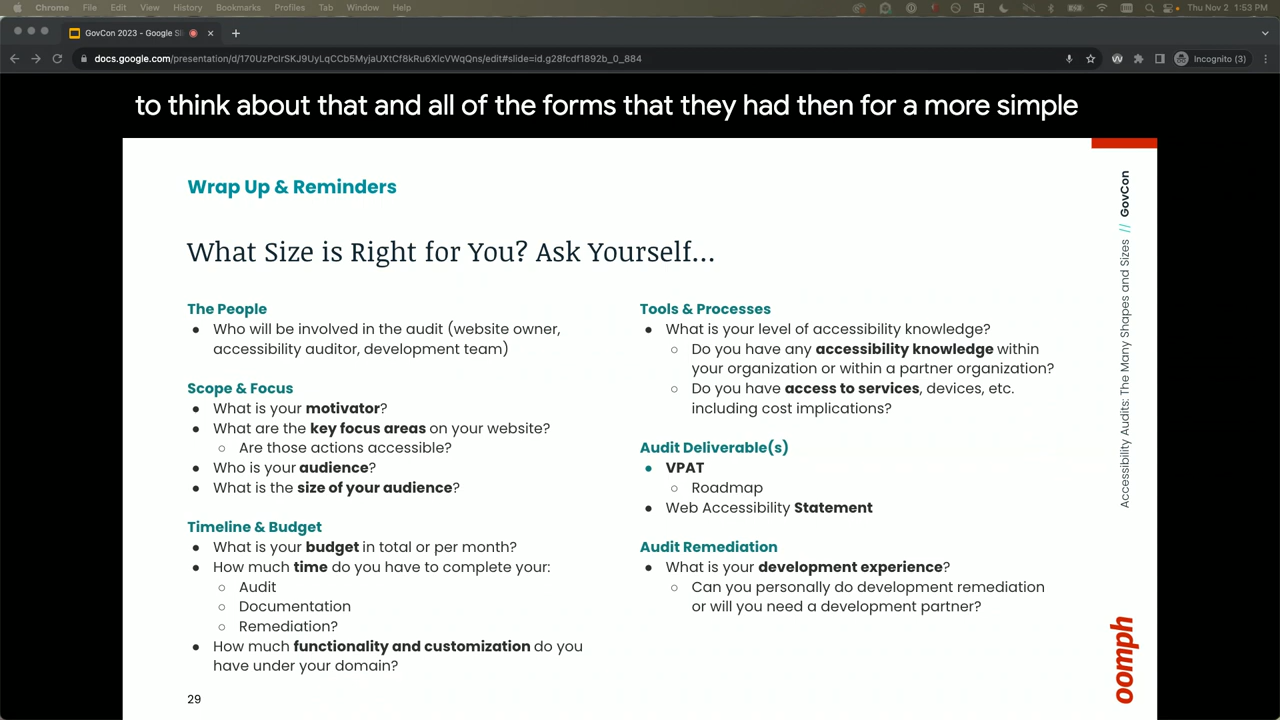 Chrome File Edit View History Bookmarks Profiles Tab Window Help
Thu Nov 2 1:53 PM
GovCon 2023 - Google Sl
docs.google.com/presentation/d/170UzPcIrSKJ9UyLqCCb5MyjaUXtCf8kRu6XlcVWqQns/edit#slide=id.g28fcdf1892b_0_884
Incognito (3)
to think about that and all of the forms that they had then for a more simple
Wrap Up & Reminders
What Size is Right for You? Ask Yourself...
The People
● Who will be involved in the audit (website owner,
accessibility auditor, development team)
Scope & Focus
● What is your motivator?
● What are the key focus areas on your website?
○ Are those actions accessible?
● Who is your audience?
● What is the size of your audience?
Timeline & Budget
● What is your budget in total or per month?
● How much time do you have to complete your:
○ Audit
○ Documentation
○ Remediation?
● How much functionality and customization do you
have under your domain?
Tools & Processes
● What is your level of accessibility knowledge?
○ Do you have any accessibility knowledge within
your organization or within a partner organization?
○ Do you have access to services, devices, etc.
including cost implications?
Audit Deliverable(s)
● VPAT
○ Roadmap
● Web Accessibility Statement
Audit Remediation
● What is your development experience?
○ Can you personally do development remediation
or will you need a development partner?
29
Accessibility Audits: The Many Shapes and Sizes // GovCon
oomph